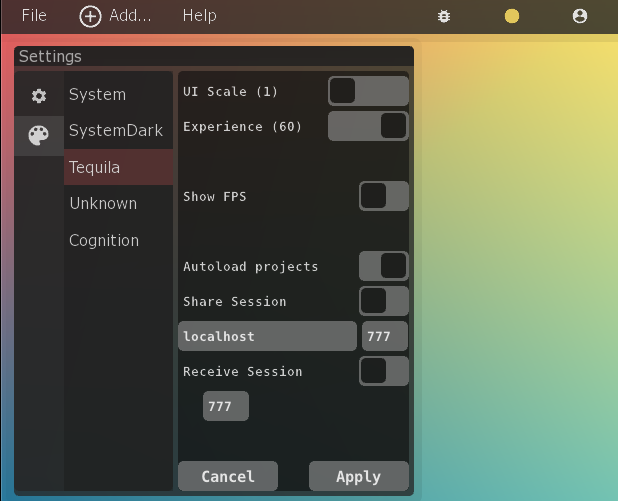 File Add... Help
Settings
System
SystemDark
Tequila
Unknown
Cognition
UI Scale (1)
Experience (60)
Show FPS
Autoload projects
Share Session
localhost 777
Receive Session
777
Cancel Apply